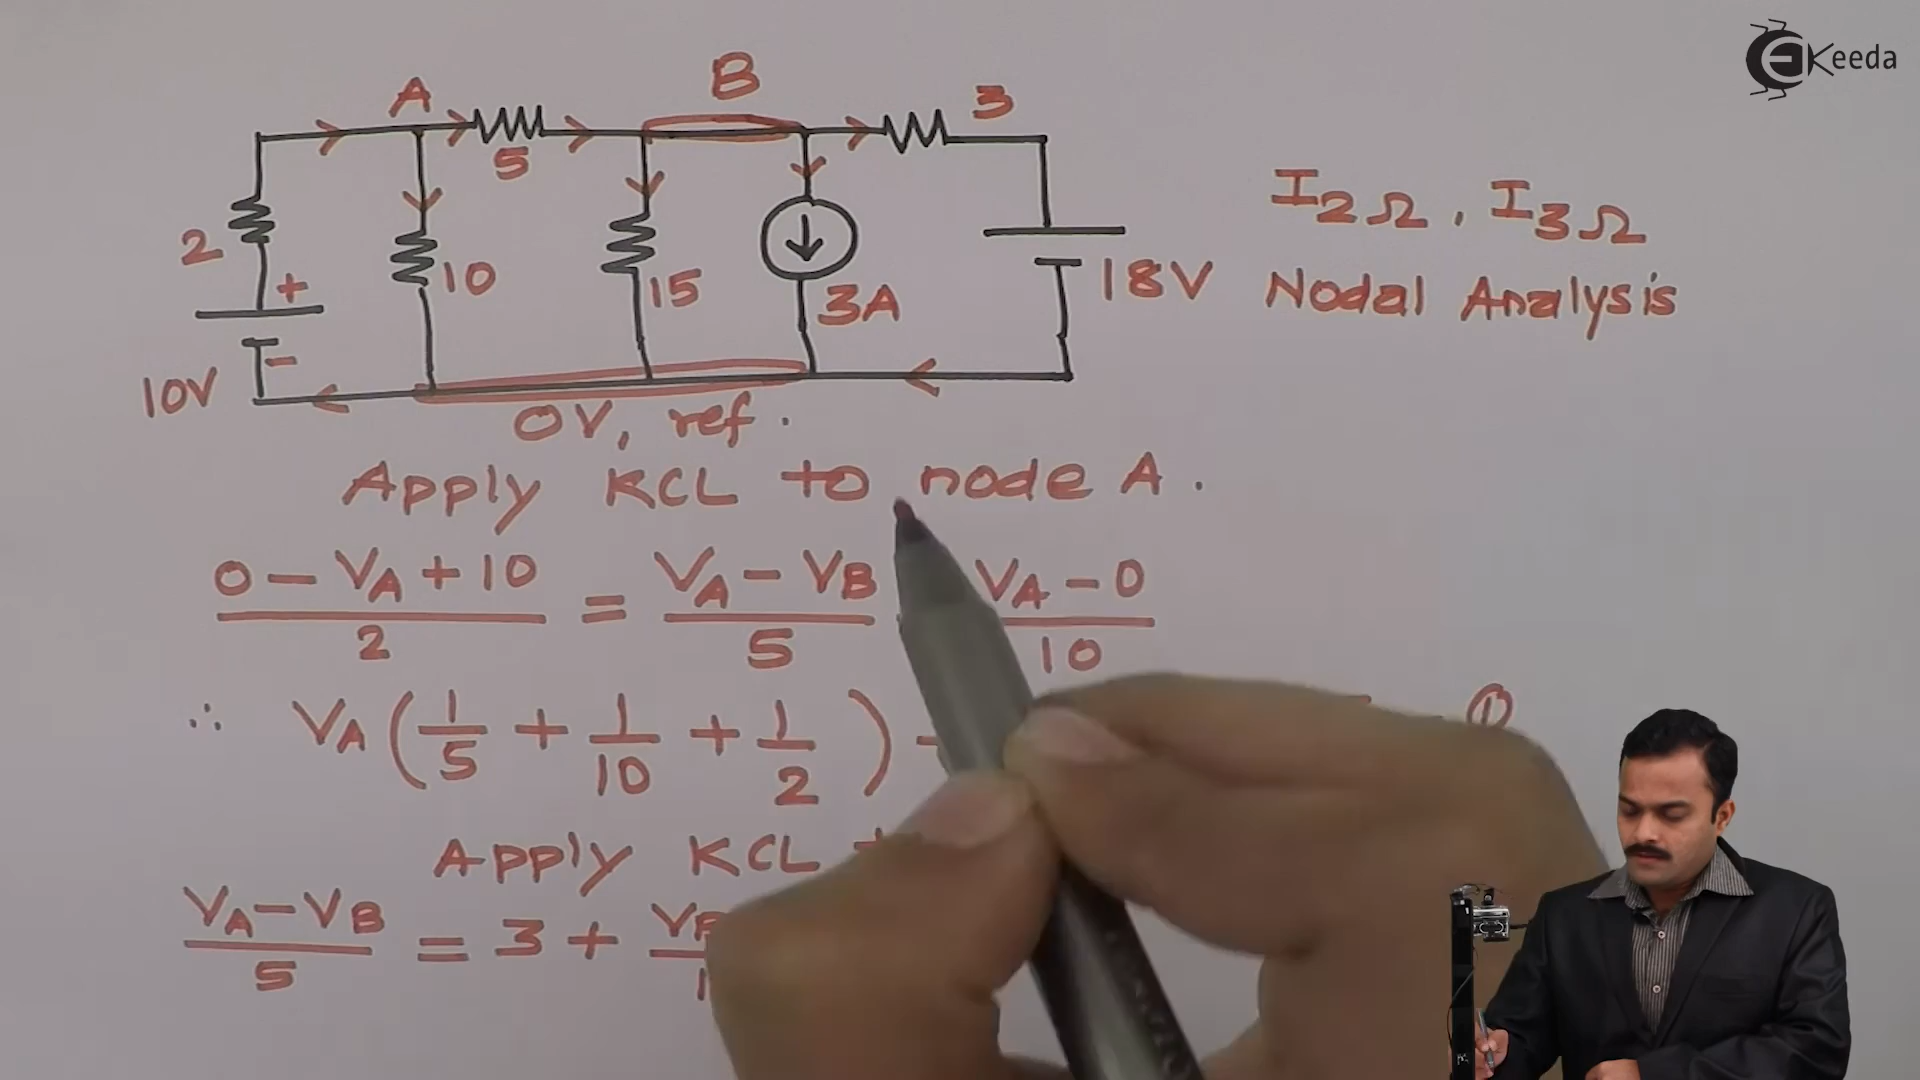 Keeda
A
B
5
3
2
+
10
15
3A
18V
10V
-
0V, ref.
I2Ω, I3Ω
Nodal Analysis
Apply KCL to node A.
0 - VA + 10 / 2 = VA - VB / 5 VA - 0 / 10
∴ VA ( 1/5 + 1/10 + 1/2 ) -
①
Apply KCL
VA - VB / 5 = 3 +